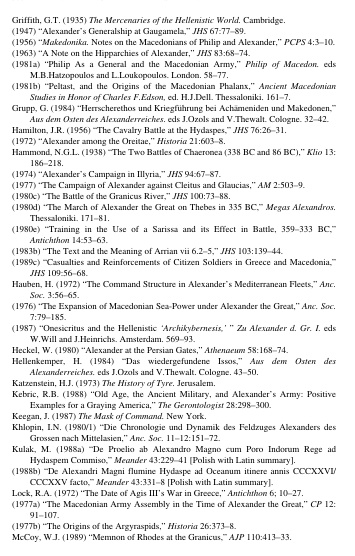 Griffith, G.T. (1935) The Mercenaries of the Hellenistic World. Cambridge.
(1947) “Alexander's Generalship at Gaugamela,” JHS 67:77–89.
(1956) “Makedonika. Notes on the Macedonians of Philip and Alexander,” PCPS 4:3–10.
(1963) “A Note on the Hipparchies of Alexander,” JHS 83:68–74.
(1981a) “Philip As a General and the Macedonian Army,” Philip of Macedon. eds
M.B.Hatzopoulos and L.Loukopoulos. London. 58–77.
(1981b) “Peltast, and the Origins of the Macedonian Phalanx,” Ancient Macedonian
Studies in Honor of Charles F.Edson, ed. H.J.Dell. Thessaloniki. 161–7.
Grupp, G. (1984) “Herrscherethos und Kriegführung bei Achämeniden und Makedonen,”
Aus dem Osten des Alexanderreiches. eds J.Ozols and V.Thewalt. Cologne. 32–42.
Hamilton, J.R. (1956) “The Cavalry Battle at the Hydaspes,” JHS 76:26–31.
(1972) “Alexander among the Oreitae,” Historia 21:603–8.
Hammond, N.G.L. (1938) “The Two Battles of Chaeronea (338 BC and 86 BC),” Klio 13:
186–218.
(1974) “Alexander's Campaign in Illyria,” JHS 94:67–87.
(1977) “The Campaign of Alexander against Cleitus and Glaucias,” AM 2:503–9.
(1980c) “The Battle of the Granicus River,” JHS 100:73–88.
(1980d) “The March of Alexander the Great on Thebes in 335 BC,” Megas Alexandros.
Thessaloniki. 171–81.
(1980e) “Training in the Use of a Sarissa and its Effect in Battle, 359–333 BC,”
Antichthon 14:53–63.
(1983b) “The Text and the Meaning of Arrian vii 6.2–5,” JHS 103:139–44.
(1989c) “Casualties and Reinforcements of Citizen Soldiers in Greece and Macedonia,”
JHS 109:56–68.
Hauben, H. (1972) “The Command Structure in Alexander's Mediterranean Fleets,” Anc.
Soc. 3:56–65.
(1976) “The Expansion of Macedonian Sea-Power under Alexander the Great,” Anc. Soc.
7:79–185.
(1987) “Onesicritus and the Hellenistic ‘Archikybernesis,’ ” Zu Alexander d. Gr. I. eds
W.Will and J.Heinrichs. Amsterdam. 569–93.
Heckel, W. (1980) “Alexander at the Persian Gates,” Athenaeum 58:168–74.
Hellenkemper, H. (1984) “Das wiedergefundene Issos,” Aus dem Osten des
Alexanderreiches. eds J.Ozols and V.Thewalt. Cologne. 43–50.
Katzenstein, H.J. (1973) The History of Tyre. Jerusalem.
Kebric, R.B. (1988) “Old Age, the Ancient Military, and Alexander's Army: Positive
Examples for a Graying America,” The Gerontologist 28:298–300.
Keegan, J. (1987) The Mask of Command. New York.
Khlopin, I.N. (1980/1) “Die Chronologie und Dynamik des Feldzuges Alexanders des
Grossen nach Mittelasien,” Anc. Soc. 11–12:151–72.
Kulak, M. (1988a) “De Proelio ab Alexandro Magno cum Poro Indorum Rege ad
Hydaspem Commiso,” Meander 43:229–41 [Polish with Latin summary].
(1988b) “De Alexandri Magni flumine Hydaspe ad Oceanum itinere annis CCCXXVI/
CCCXXV facto,” Meander 43:331–8 [Polish with Latin summary].
Lock, R.A. (1972) “The Date of Agis III's War in Greece,” Antichthon 6; 10–27.
(1977a) “The Macedonian Army Assembly in the Time of Alexander the Great,” CP 12:
91–107.
(1977b) “The Origins of the Argyraspids,” Historia 26:373–8.
McCoy, W.J. (1989) “Memnon of Rhodes at the Granicus,” AJP 110:413–33.